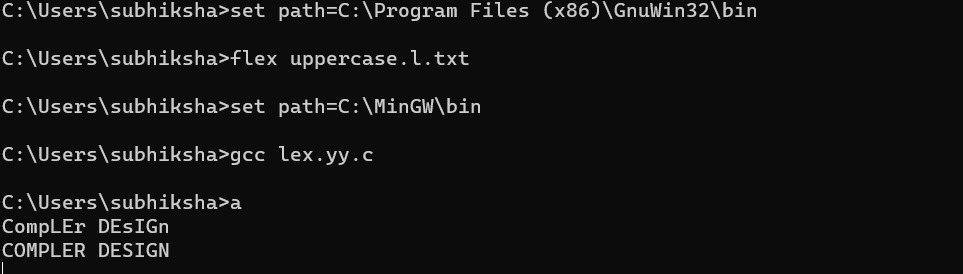 C:\Users\subhiksha>set path=C:\Program Files (x86)\GnuWin32\bin
C:\Users\subhiksha>flex uppercase.l.txt
C:\Users\subhiksha>set path=C:\MinGW\bin
C:\Users\subhiksha>gcc lex.yy.c
C:\Users\subhiksha>a
CompLEr DEsIGn
COMPLER DESIGN